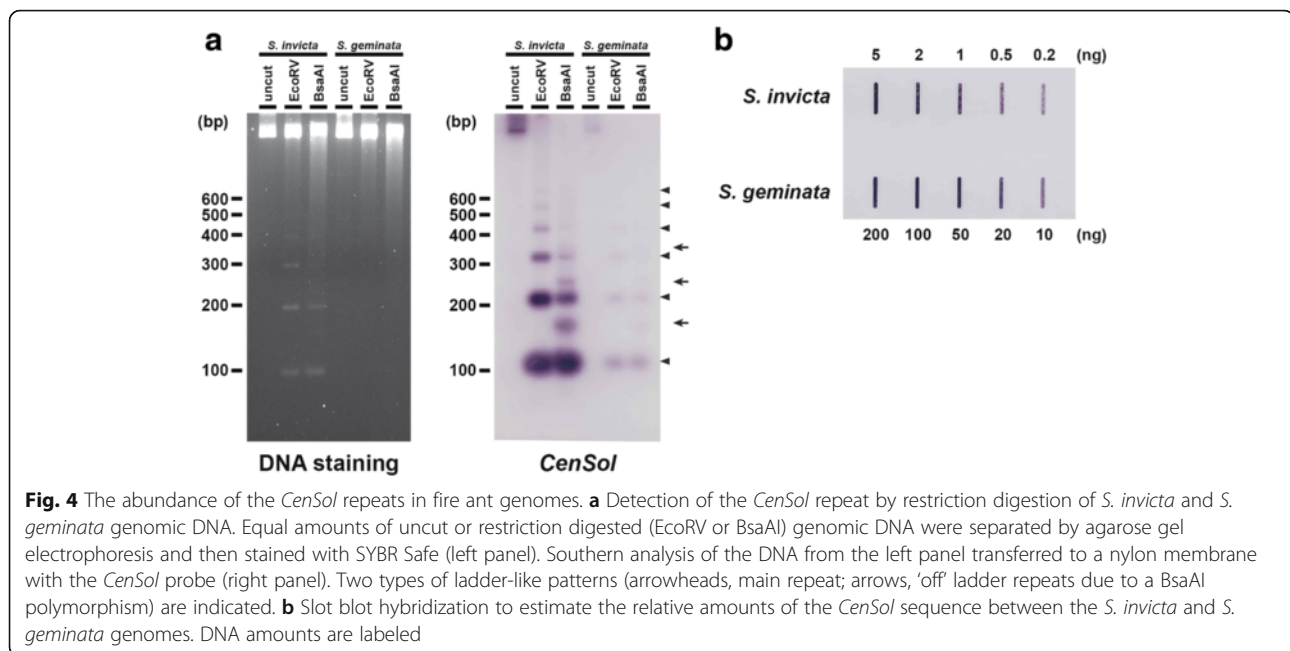 a
S. invicta S. geminata
uncut EcoRV BsaAI uncut EcoRV BsaAI
(bp)
600
500
400
300
200
100
DNA staining
S. invicta S. geminata
uncut EcoRV BsaAI uncut EcoRV BsaAI
(bp)
600
500
400
300
200
100
CenSol
b
5 2 1 0.5 0.2 (ng)
S. invicta
S. geminata
200 100 50 20 10 (ng)
Fig. 4 The abundance of the CenSol repeats in fire ant genomes. a Detection of the CenSol repeat by restriction digestion of S. invicta and S.
geminata genomic DNA. Equal amounts of uncut or restriction digested (EcoRV or BsaAI) genomic DNA were separated by agarose gel
electrophoresis and then stained with SYBR Safe (left panel). Southern analysis of the DNA from the left panel transferred to a nylon membrane
with the CenSol probe (right panel). Two types of ladder-like patterns (arrowheads, main repeat; arrows, ‘off’ ladder repeats due to a BsaAI
polymorphism) are indicated. b Slot blot hybridization to estimate the relative amounts of the CenSol sequence between the S. invicta and S.
geminata genomes. DNA amounts are labeled